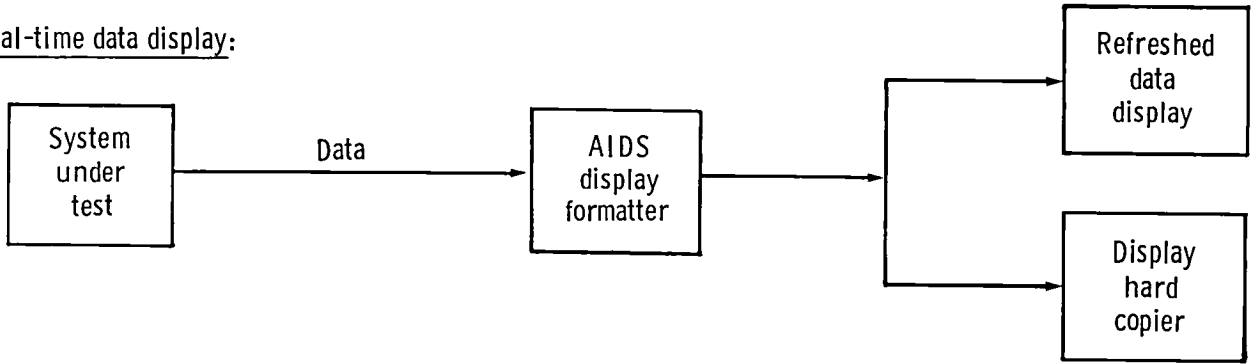 al-time data display:
System
under
test
Data
AIDS
display
formatter
Refreshed
data
display
Display
hard
copier